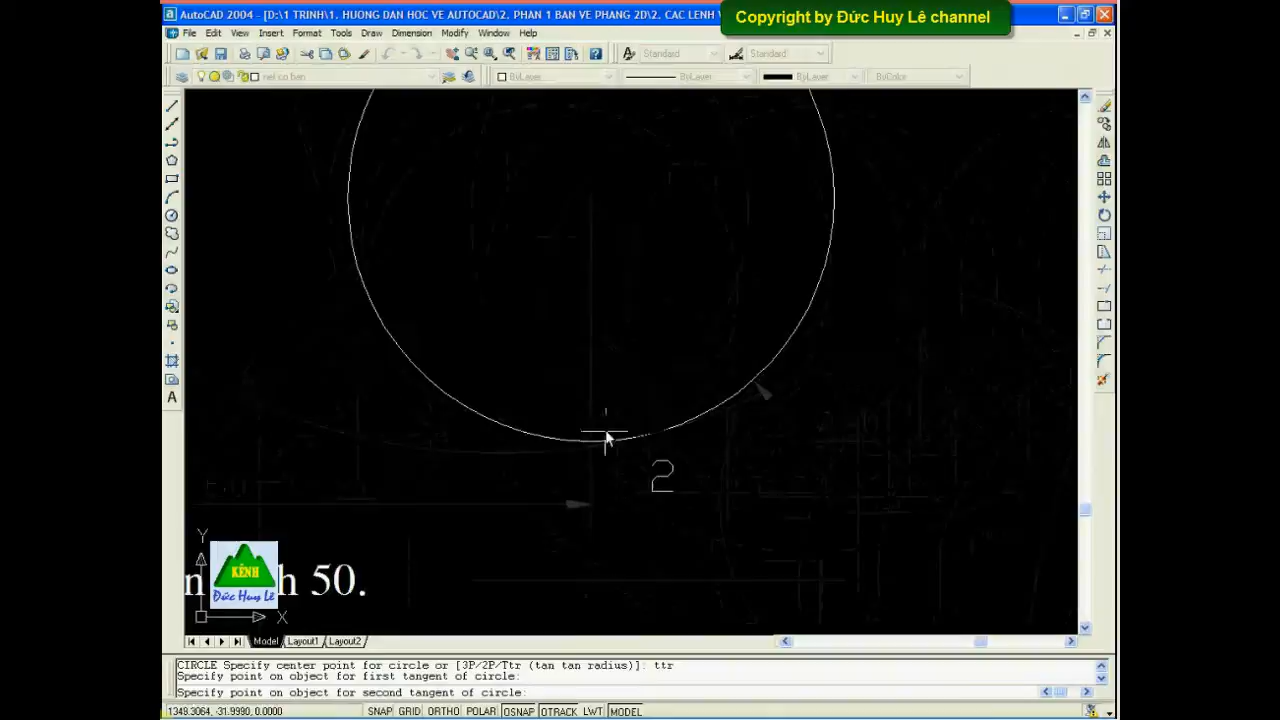 AutoCAD 2004 - [D:\1 TRINH\1. HUONG DAN HOC VE AUTOCAD\2. PHAN 1 BAN VE PHANG 2D\2. CAC LENH V
Copyright by Đức Huy Lê channel
File Edit View Insert Format Tools Draw Dimension Modify Window Help
Standard Standard
net co ban ByLayer ByLayer ByLayer ByColor
A
2
Y
KÊNH
Đức Huy Lê
n h 50.
X
Model Layout1 Layout2
CIRCLE Specify center point for circle or [3P/2P/Ttr (tan tan radius)]: ttr
Specify point on object for first tangent of circle:
Specify point on object for second tangent of circle:
1349.3064, -31.9990, 0.0000 SNAP GRID ORTHO POLAR OSNAP OTRACK LWT MODEL